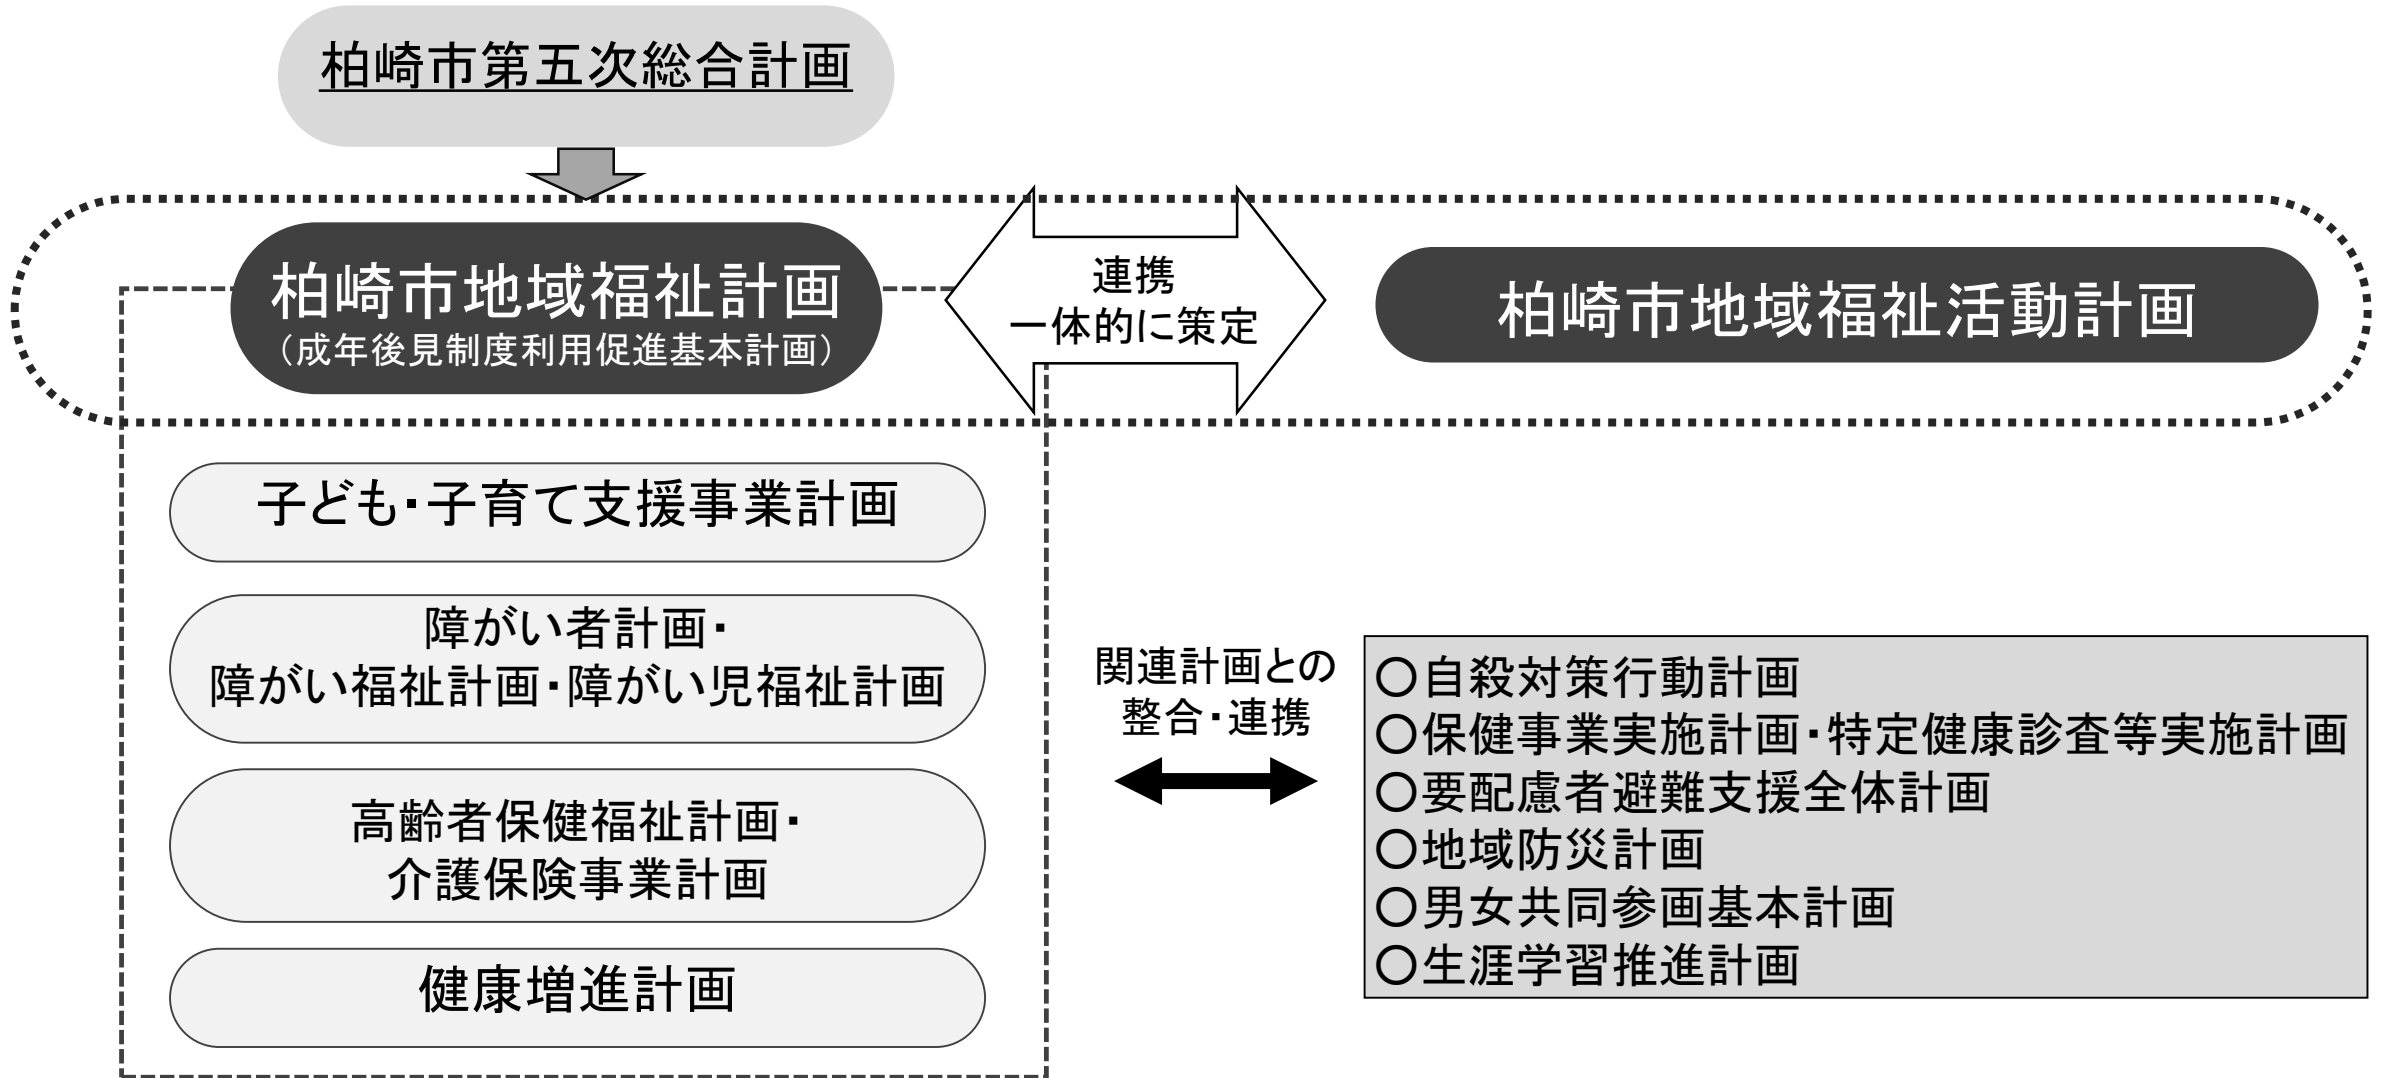 柏崎市第五次総合計画
柏崎市地域福祉計画
（成年後見制度利用促進基本計画）
連携
一体的に策定
柏崎市地域福祉活動計画
子ども・子育て支援事業計画
障がい者計画・
障がい福祉計画・障がい児福祉計画
高齢者保健福祉計画・
介護保険事業計画
健康増進計画
関連計画との
整合・連携
〇自殺対策行動計画
〇保健事業実施計画・特定健康診査等実施計画
〇要配慮者避難支援全体計画
〇地域防災計画
〇男女共同参画基本計画
〇生涯学習推進計画